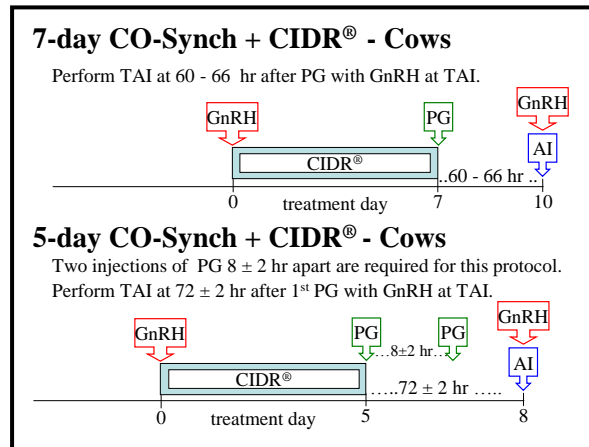 7-day CO-Synch + CIDR® - Cows
Perform TAI at 60 - 66 hr after PG with GnRH at TAI.
GnRH PG GnRH
AI
CIDR®
..60 - 66 hr ..
0 treatment day 7 10
5-day CO-Synch + CIDR® - Cows
Two injections of PG 8 ± 2 hr apart are required for this protocol.
Perform TAI at 72 ± 2 hr after 1st PG with GnRH at TAI.
GnRH PG PG GnRH
...8±2 hr...
AI
CIDR®
.…..72 ± 2 hr…..
0 treatment day 5 8